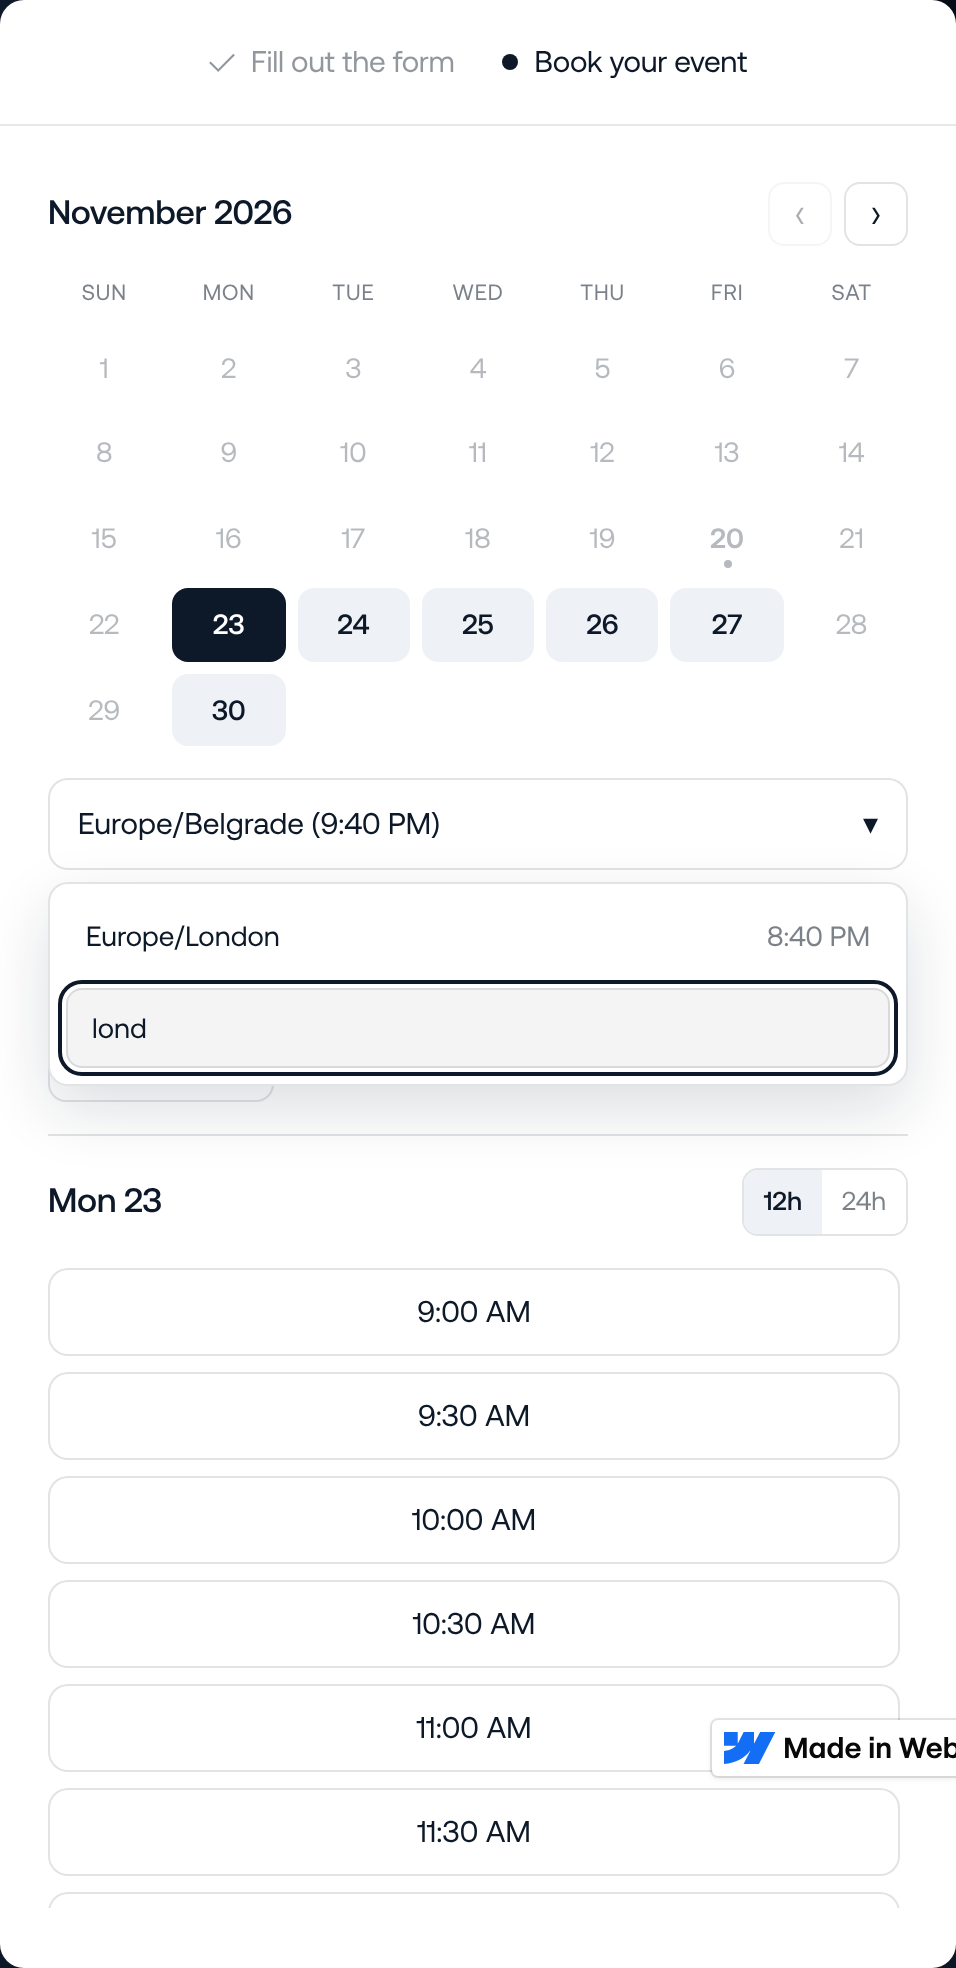 Fill out the form Book your event
November 2026 ‹ ›
SUN MON TUE WED THU FRI SAT
1 2 3 4 5 6 7
8 9 10 11 12 13 14
15 16 17 18 19 20 21
22 23 24 25 26 27 28
29 30
Europe/Belgrade (9:40 PM) ▼
Europe/London 8:40 PM
lond
Mon 23 12h 24h
9:00 AM
9:30 AM
10:00 AM
10:30 AM
11:00 AM
Made in Web
11:30 AM